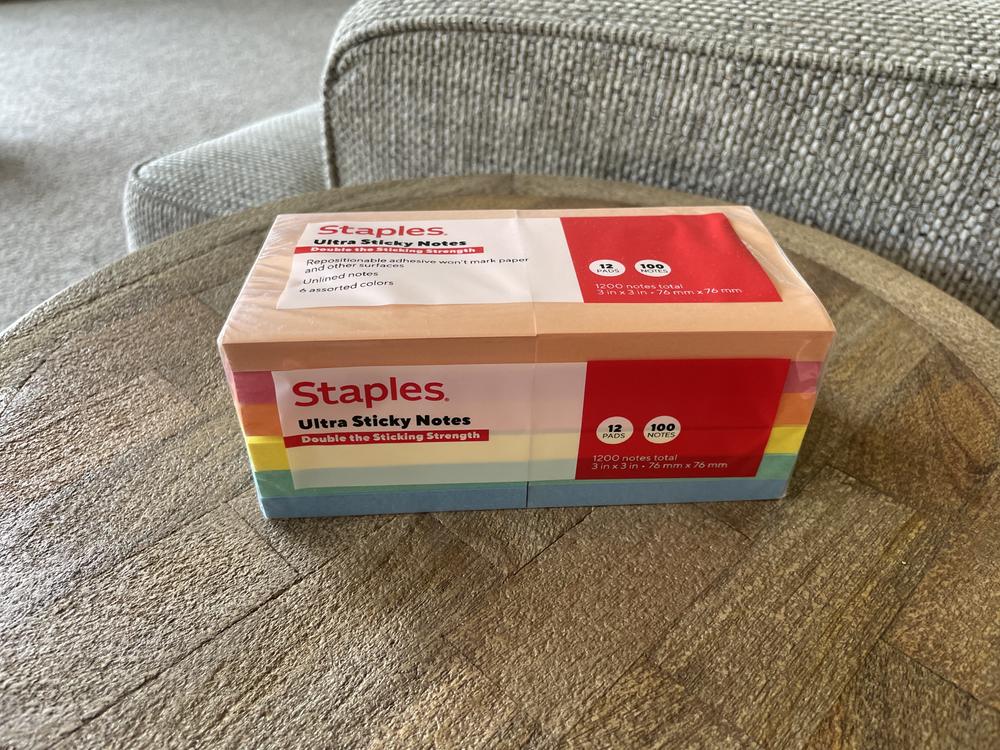 Staples®
Ultra Sticky Notes
Double the Sticking Strength
Repositionable adhesive won't mark paper
and other surfaces
Unlined notes
6 assorted colors
12
PADS
100
NOTES
1200 notes total
3 in x 3 in • 76 mm x 76 mm
Staples®
Ultra Sticky Notes
Double the Sticking Strength
12
PADS
100
NOTES
1200 notes total
3 in x 3 in • 76 mm x 76 mm